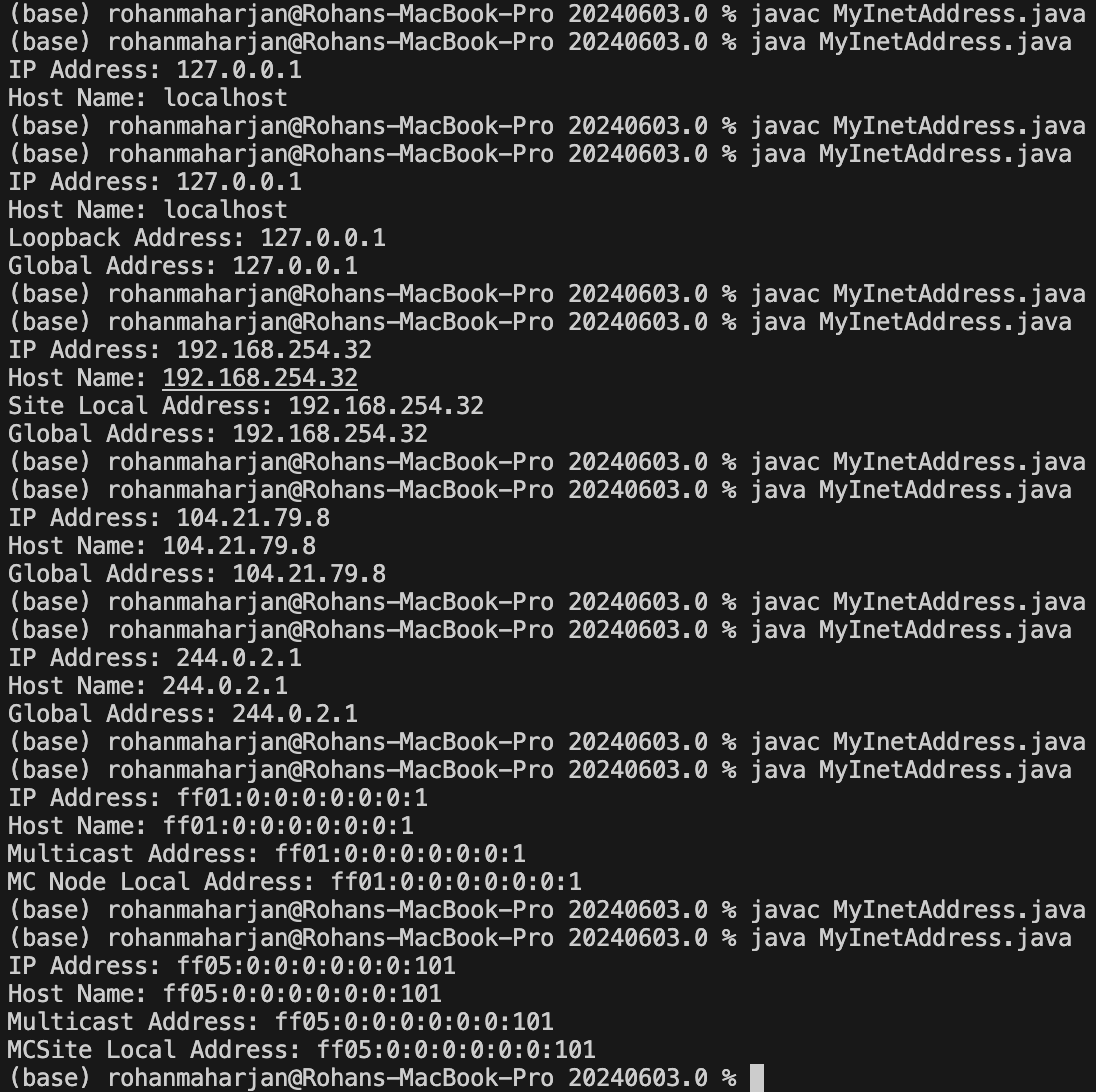 (base) rohanmaharjan@Rohans-MacBook-Pro 20240603.0 % javac MyInetAddress.java
(base) rohanmaharjan@Rohans-MacBook-Pro 20240603.0 % java MyInetAddress.java
IP Address: 127.0.0.1
Host Name: localhost
(base) rohanmaharjan@Rohans-MacBook-Pro 20240603.0 % javac MyInetAddress.java
(base) rohanmaharjan@Rohans-MacBook-Pro 20240603.0 % java MyInetAddress.java
IP Address: 127.0.0.1
Host Name: localhost
Loopback Address: 127.0.0.1
Global Address: 127.0.0.1
(base) rohanmaharjan@Rohans-MacBook-Pro 20240603.0 % javac MyInetAddress.java
(base) rohanmaharjan@Rohans-MacBook-Pro 20240603.0 % java MyInetAddress.java
IP Address: 192.168.254.32
Host Name: 192.168.254.32
Site Local Address: 192.168.254.32
Global Address: 192.168.254.32
(base) rohanmaharjan@Rohans-MacBook-Pro 20240603.0 % javac MyInetAddress.java
(base) rohanmaharjan@Rohans-MacBook-Pro 20240603.0 % java MyInetAddress.java
IP Address: 104.21.79.8
Host Name: 104.21.79.8
Global Address: 104.21.79.8
(base) rohanmaharjan@Rohans-MacBook-Pro 20240603.0 % javac MyInetAddress.java
(base) rohanmaharjan@Rohans-MacBook-Pro 20240603.0 % java MyInetAddress.java
IP Address: 244.0.2.1
Host Name: 244.0.2.1
Global Address: 244.0.2.1
(base) rohanmaharjan@Rohans-MacBook-Pro 20240603.0 % javac MyInetAddress.java
(base) rohanmaharjan@Rohans-MacBook-Pro 20240603.0 % java MyInetAddress.java
IP Address: ff01:0:0:0:0:0:0:1
Host Name: ff01:0:0:0:0:0:0:1
Multicast Address: ff01:0:0:0:0:0:0:1
MC Node Local Address: ff01:0:0:0:0:0:0:1
(base) rohanmaharjan@Rohans-MacBook-Pro 20240603.0 % javac MyInetAddress.java
(base) rohanmaharjan@Rohans-MacBook-Pro 20240603.0 % java MyInetAddress.java
IP Address: ff05:0:0:0:0:0:0:101
Host Name: ff05:0:0:0:0:0:0:101
Multicast Address: ff05:0:0:0:0:0:0:101
MCSite Local Address: ff05:0:0:0:0:0:0:101
(base) rohanmaharjan@Rohans-MacBook-Pro 20240603.0 %